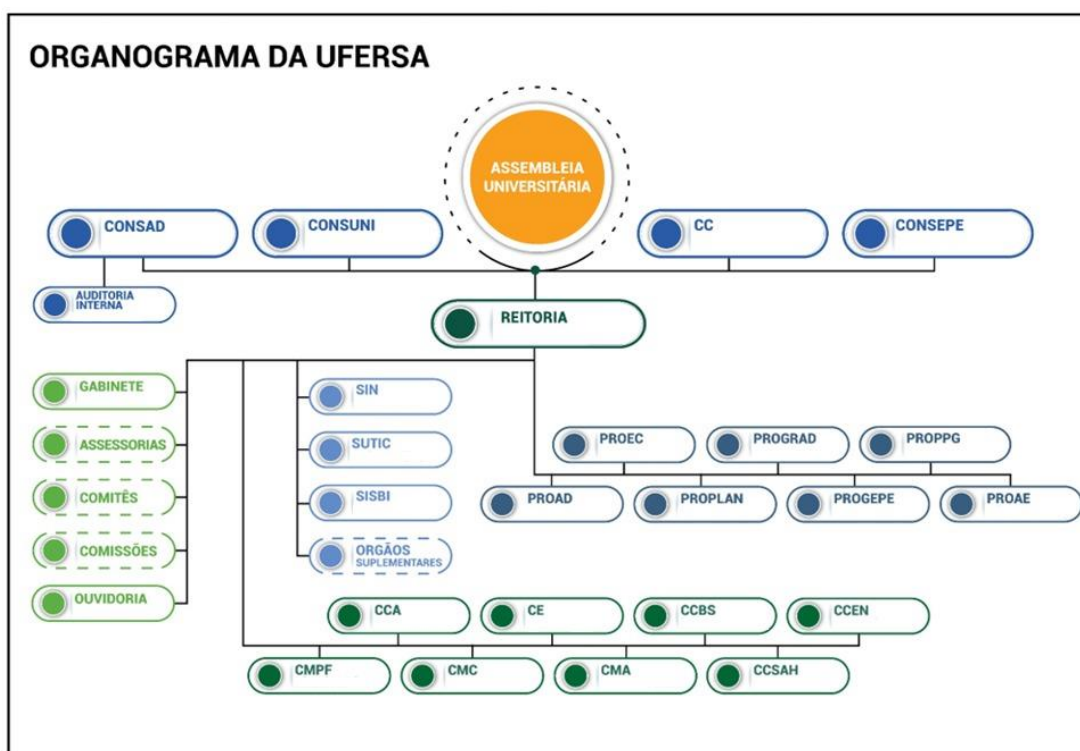 ORGANOGRAMA DA UFERSA
ASSEMBLEIA
UNIVERSITÁRIA
CONSAD
CONSUNI
CC
CONSEPE
AUDITORIA
INTERNA
REITORIA
GABINETE
ASSESSORIAS
COMITÊS
COMISSÕES
OUVIDORIA
SIN
SUTIC
SISBI
ORGÃOS
SUPLEMENTARES
PROEC
PROGRAD
PROPPG
PROAD
PROPLAN
PROGEPE
PROAE
CCA
CE
CCBS
CCEN
CMPF
CMC
CMA
CCSAH